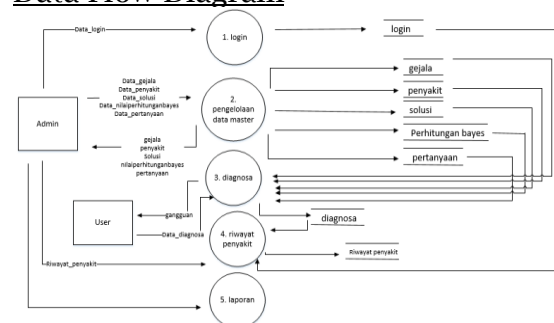 Data Flow Diagram
Data_login
1. login
login
Data_gejala
Data_penyakit
Data_solusi
Data_nilaiperhitunganbayes
Data_pertanyaan
2.
pengelolaan
data master
gejala
penyakit
solusi
Perhitungan bayes
pertanyaan
Admin
gejala
penyakit
Solusi
nilaiperhitunganbayes
pertanyaan
3. diagnosa
User
gangguan
Data_diagnosa
diagnosa
4. riwayat
penyakit
Riwayat penyakit
Riwayat_penyakit
5. laporan